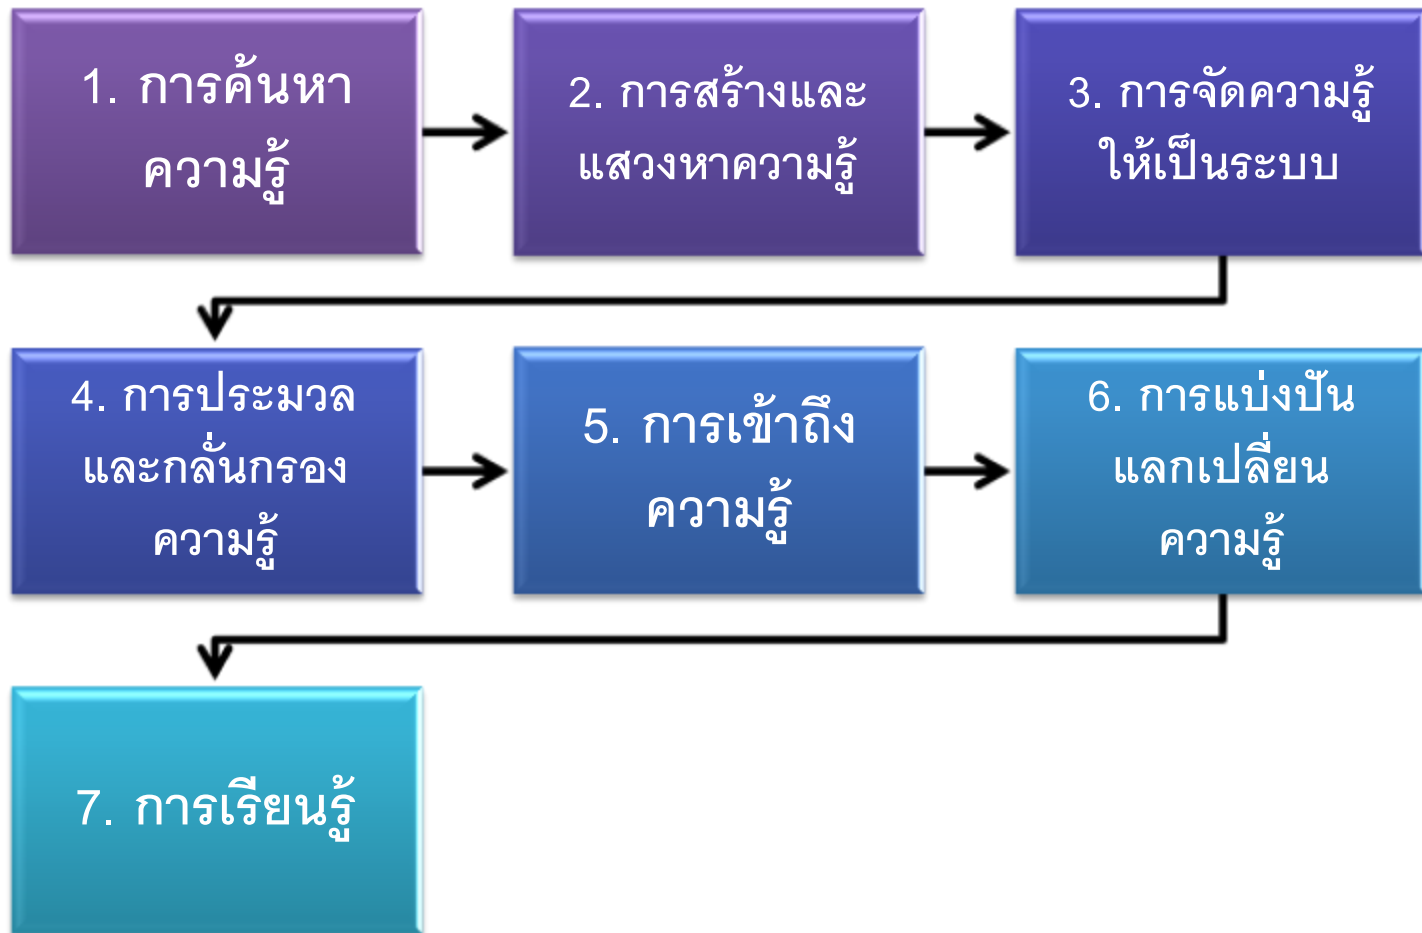 1. การค้นหา
ความรู้
2. การสร้างและ
แสวงหาความรู้
3. การจัดความรู้
ให้เป็นระบบ
4. การประมวล
และกลั่นกรอง
ความรู้
5. การเข้าถึง
ความรู้
6. การแบ่งปัน
แลกเปลี่ยน
ความรู้
7. การเรียนรู้